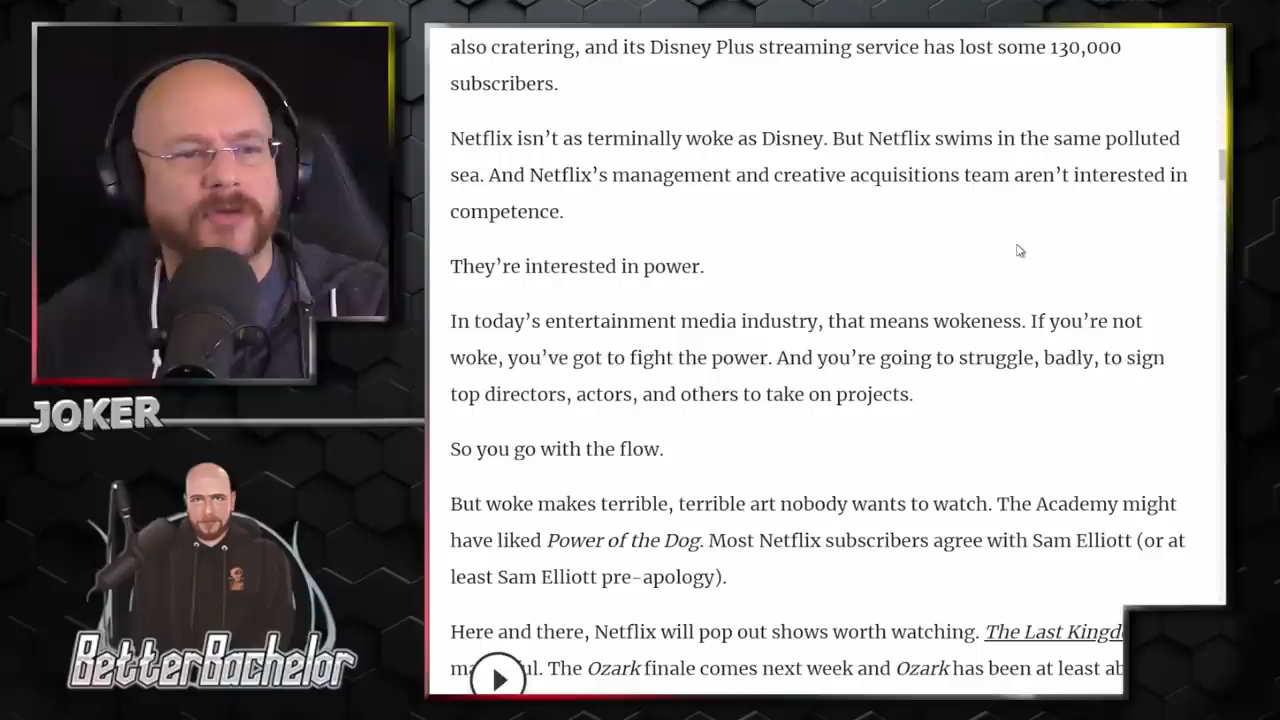 also cratering, and its Disney Plus streaming service has lost some 130,000
subscribers.
Netflix isn’t as terminally woke as Disney. But Netflix swims in the same polluted
sea. And Netflix’s management and creative acquisitions team aren’t interested in
competence.
They’re interested in power.
In today’s entertainment media industry, that means wokeness. If you’re not
woke, you’ve got to fight the power. And you’re going to struggle, badly, to sign
top directors, actors, and others to take on projects.
So you go with the flow.
But woke makes terrible, terrible art nobody wants to watch. The Academy might
have liked Power of the Dog. Most Netflix subscribers agree with Sam Elliott (or at
least Sam Elliott pre-apology).
Here and there, Netflix will pop out shows worth watching. The Last
The Ozark finale comes next week and Ozark has been at least
JOKER
BetterBachelor